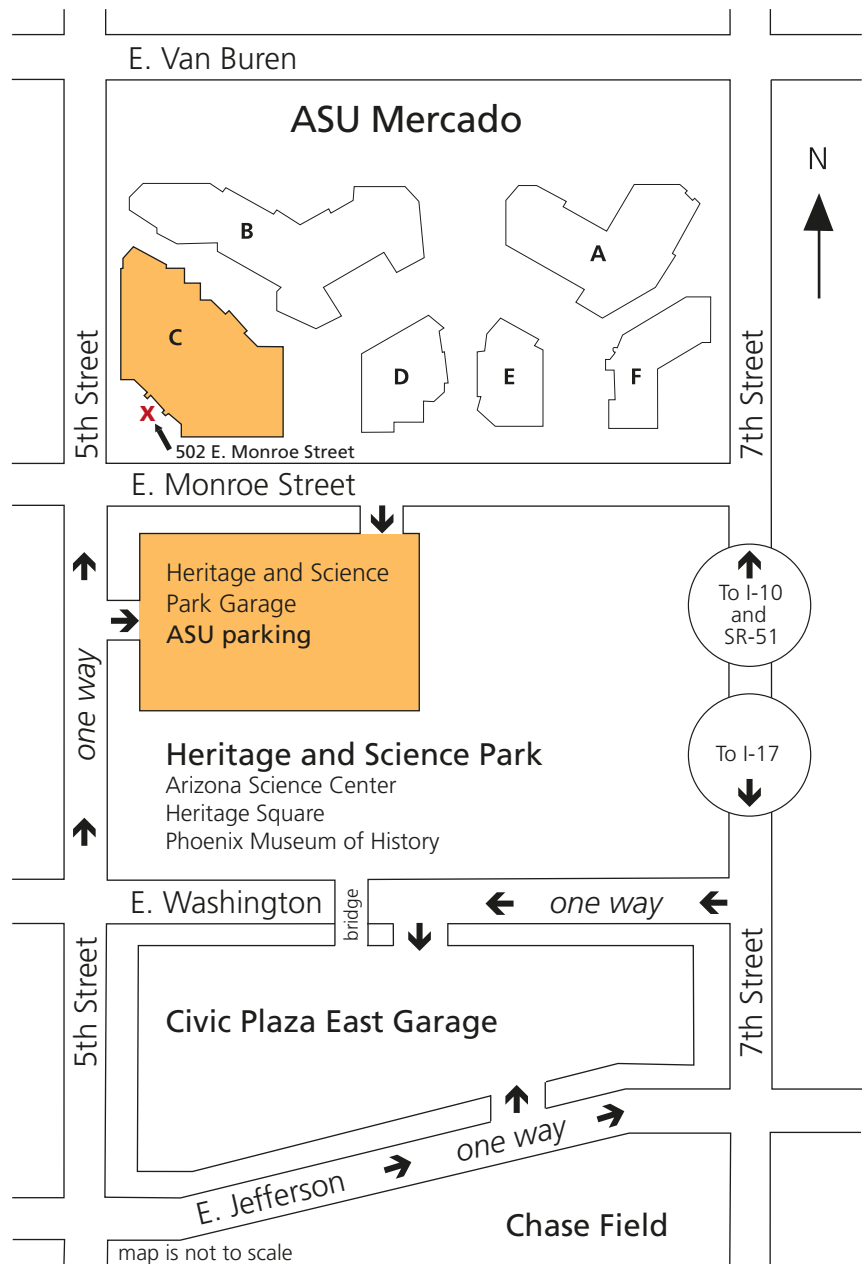 E. Van Buren
ASU Mercado
N
B
A
C
D
E
F
5th Street
7th Street
X
502 E. Monroe Street
E. Monroe Street
Heritage and Science
Park Garage
ASU parking
To I-10
and
SR-51
one way
Heritage and Science Park
Arizona Science Center
Heritage Square
Phoenix Museum of History
To I-17
E. Washington
bridge
one way
5th Street
7th Street
Civic Plaza East Garage
one way
E. Jefferson
Chase Field
map is not to scale